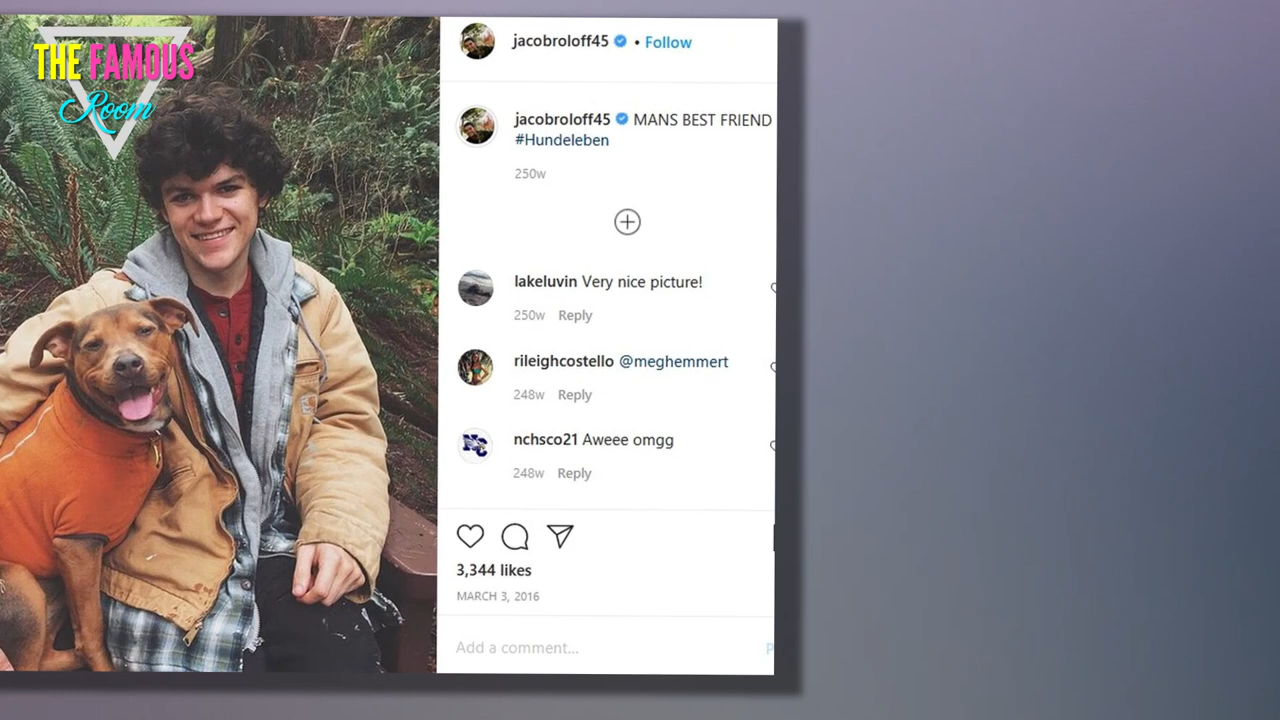 THE FAMOUS
Room
jacobroloff45 • Follow
jacobroloff45 MANS BEST FRIEND
#Hundeleben
250w
lakeluvin Very nice picture!
250w Reply
rileighcostello @meghemmert
248w Reply
NC
nchsco21 Aweee omgg
248w Reply
3,344 likes
MARCH 3, 2016
Add a comment...
P